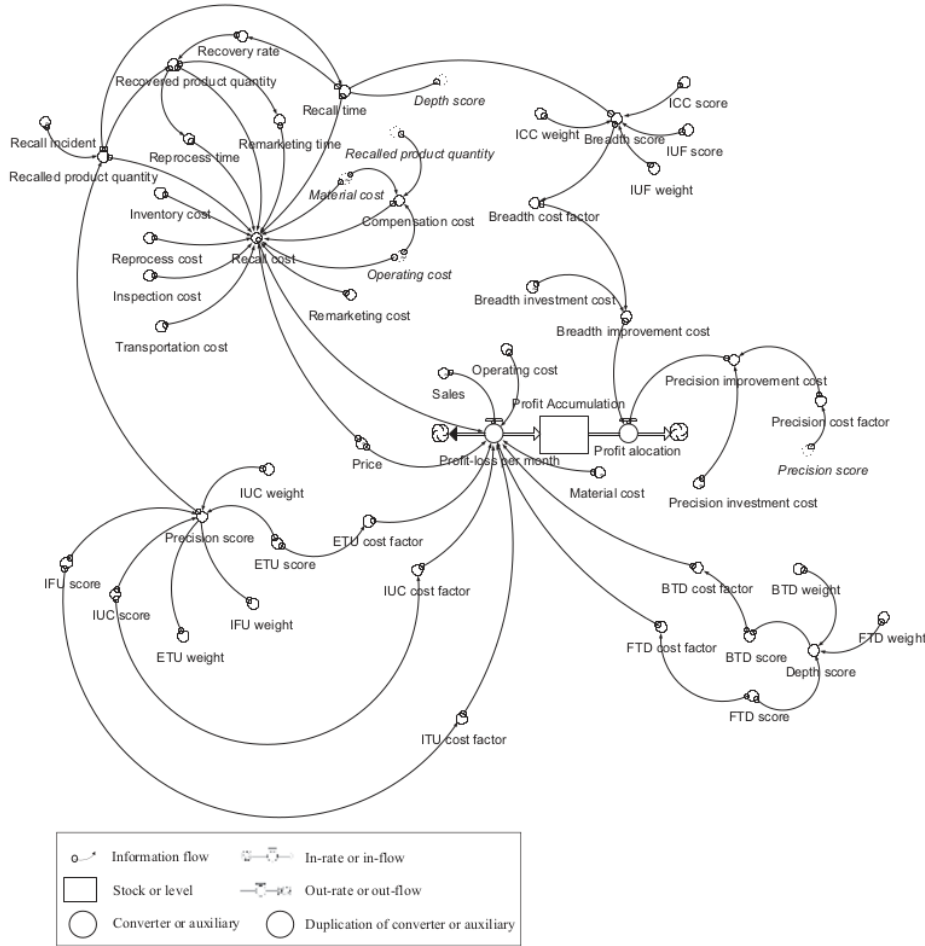 Recovery rate
Recovered product quantity
Recall time
Depth score
ICC score
ICC weight
Breadth score
IUF score
IUF weight
Recall incident
Recalled product quantity
Reprocess time
Remarketing time
Recalled product quantity
Material cost
Compensation cost
Inventory cost
Recall cost
Reprocess cost
Operating cost
Inspection cost
Remarketing cost
Transportation cost
Breadth cost factor
Breadth investment cost
Breadth improvement cost
Operating cost
Sales
Profit Accumulation
Precision improvement cost
Precision cost factor
Precision score
Price
Profit-loss per month
Profit alocation
Material cost
Precision investment cost
IUC weight
Precision score
ETU cost factor
ETU score
IFU score
IUC score
IUC cost factor
IFU weight
ETU weight
BTD cost factor
BTD weight
FTD cost factor
BTD score
FTD weight
Depth score
FTD score
ITU cost factor
Information flow
In-rate or in-flow
Stock or level
Out-rate or out-flow
Converter or auxiliary
Duplication of converter or auxiliary